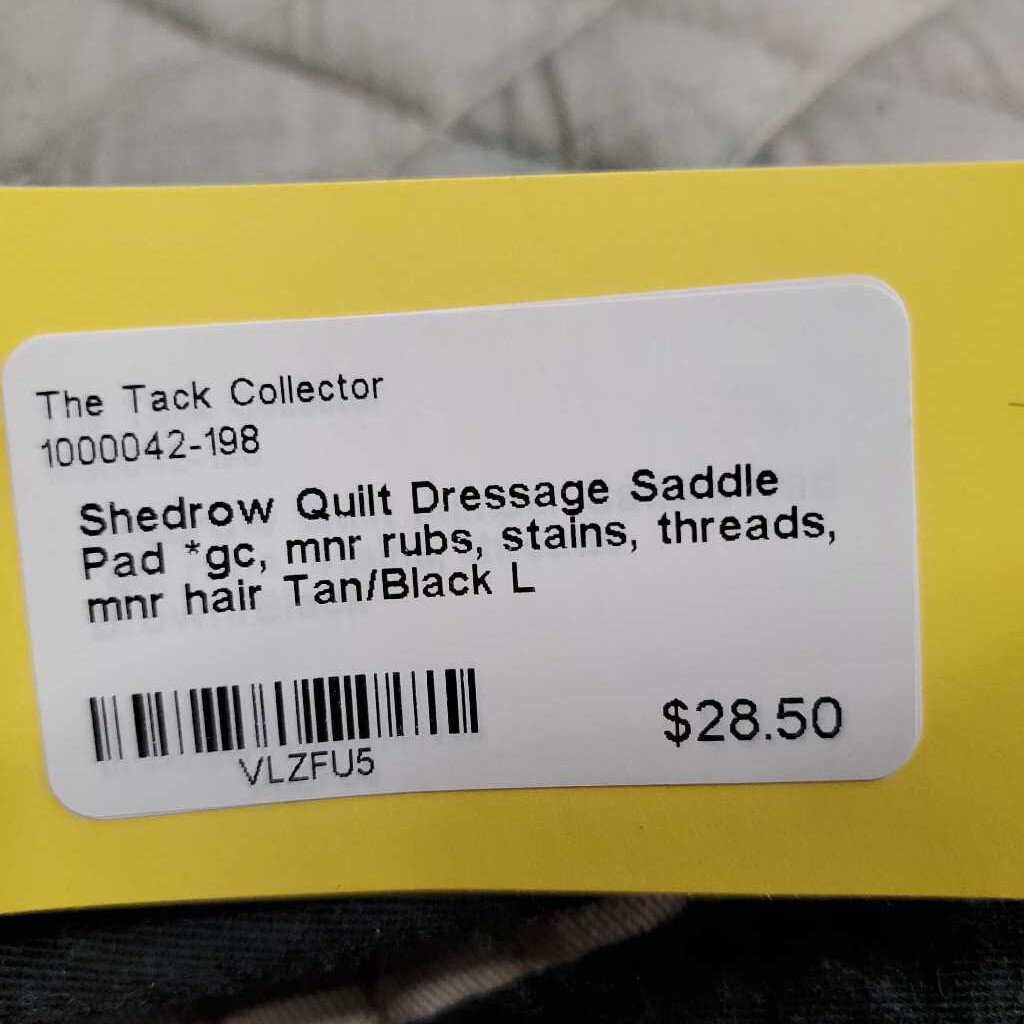 The Tack Collector
1000042-198
Shedrow Quilt Dressage Saddle
Pad *gc, mnr rubs, stains, threads,
mnr hair Tan/Black L
VLZFU5
$28.50